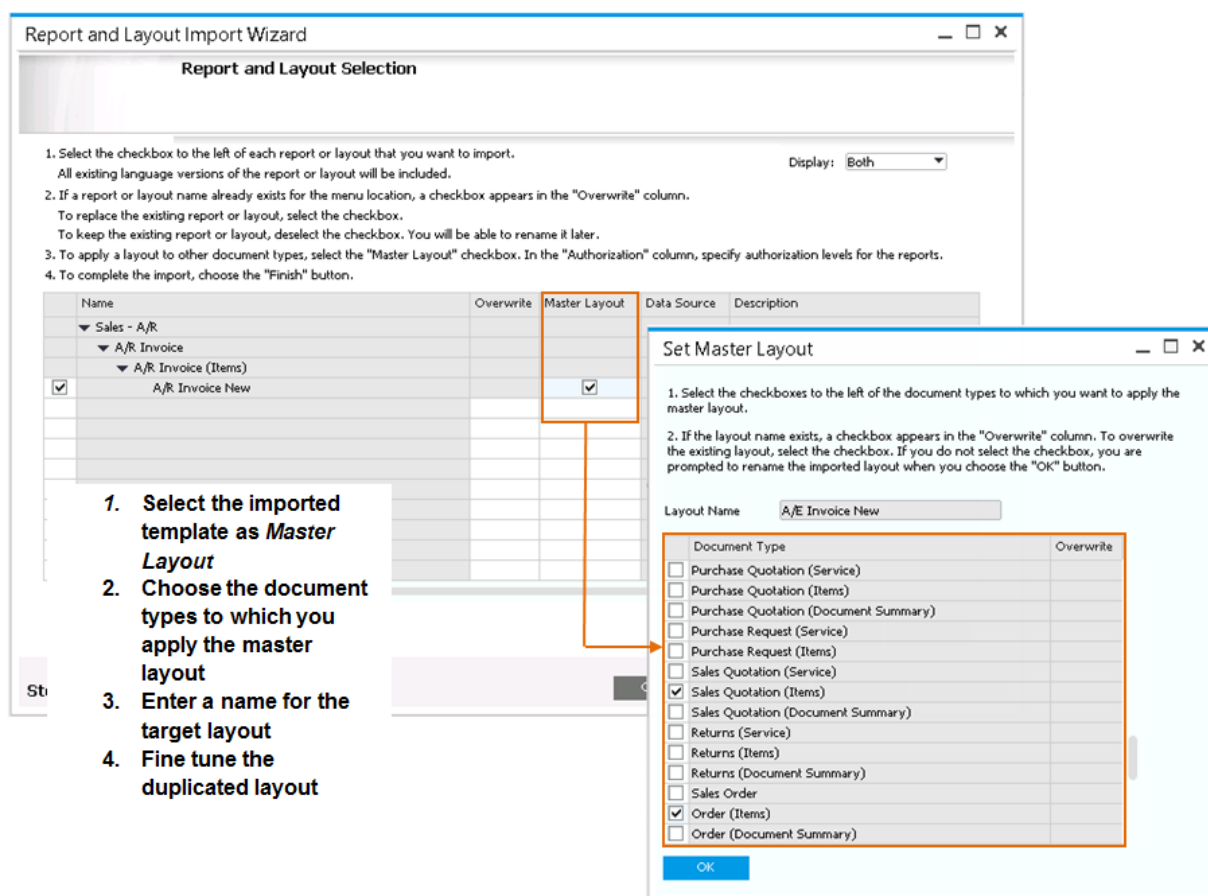 Report and Layout Import Wizard
Report and Layout Selection
1. Select the checkbox to the left of each report or layout that you want to import.
All existing language versions of the report or layout will be included.
Display: Both
2. If a report or layout name already exists for the menu location, a checkbox appears in the "Overwrite" column.
To replace the existing report or layout, select the checkbox.
To keep the existing report or layout, deselect the checkbox. You will be able to rename it later.
3. To apply a layout to other document types, select the "Master Layout" checkbox. In the "Authorization" column, specify authorization levels for the reports.
4. To complete the import, choose the "Finish" button.
Name Overwrite Master Layout Data Source Description
Sales - A/R
A/R Invoice
A/R Invoice (Items)
A/R Invoice New
1. Select the imported
template as Master
Layout
2. Choose the document
types to which you
apply the master
layout
3. Enter a name for the
target layout
4. Fine tune the
duplicated layout
Set Master Layout
1. Select the checkboxes to the left of the document types to which you want to apply the
master layout.
2. If the layout name exists, a checkbox appears in the "Overwrite" column. To overwrite
the existing layout, select the checkbox. If you do not select the checkbox, you are
prompted to rename the imported layout when you choose the "OK" button.
Layout Name A/E Invoice New
Document Type Overwrite
Purchase Quotation (Service)
Purchase Quotation (Items)
Purchase Quotation (Document Summary)
Purchase Request (Service)
Purchase Request (Items)
Sales Quotation (Service)
Sales Quotation (Items)
Sales Quotation (Document Summary)
Returns (Service)
Returns (Items)
Returns (Document Summary)
Sales Order
Order (Items)
Order (Document Summary)
OK